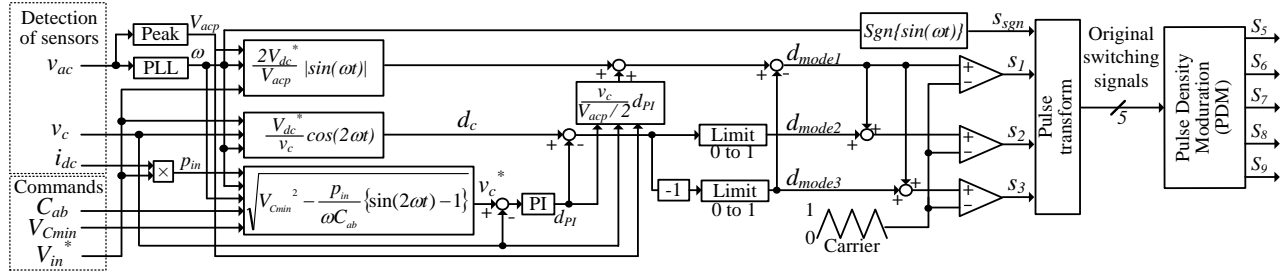 Detection
of sensors
v_ac
v_c
i_dc
Commands
C_ab
V_Cmin
V_in^*
Peak
V_acp
PLL
ω
×
p_in
2V_dc^* / V_acp |sin(ωt)|
V_dc^* / v_c cos(2ωt)
√(V_Cmin^2 − p_in / ωC_ab {sin(2ωt) −1})
d_c
v_c^*
+
-
PI
d_PI
+
-
+
+
v_c / V_acp / 2 d_PI
+
-
-1
Limit
0 to 1
Limit
0 to 1
d_mode1
d_mode2
d_mode3
+
+
+
+
Sgn{sin(ωt)}
s_sgn
+
−
s_1
+
−
s_2
+
−
s_3
1
0
Carrier
Pulse
transform
Original
switching
signals
5
Pulse Density
Moduration
(PDM)
S_5
S_6
S_7
S_8
S_9